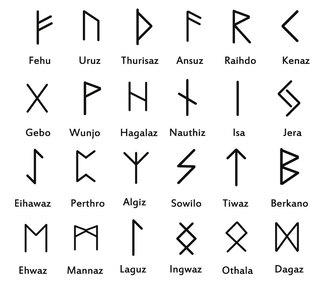 ᚠ ᚢ ᚦ ᚨ ᚱ ᚲ
Fehu Uruz Thurisaz Ansuz Raihdo Kenaz
ᚷ ᚹ ᚺ ᚾ ᛁ ᛃ
Gebo Wunjo Hagalaz Nauthiz Isa Jera
ᛇ ᛈ ᛉ ᛊ ᛏ ᛒ
Eihawaz Perthro Algiz Sowilo Tiwaz Berkano
ᛖ ᛗ ᛚ ᛝ ᛟ ᛞ
Ehwaz Mannaz Laguz Ingwaz Othala Dagaz